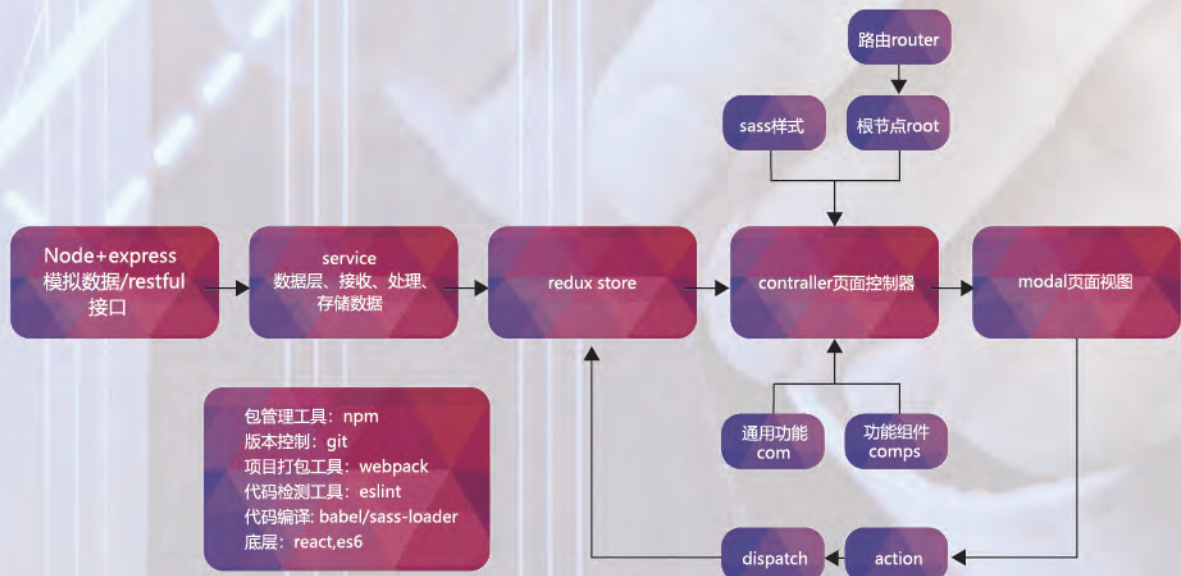 路由router
sass样式
根节点root
Node+express
模拟数据/restful
接口
service
数据层、接收、处理、
存储数据
redux store
contraller页面控制器
modal页面视图
包管理工具：npm
版本控制：git
项目打包工具：webpack
代码检测工具：eslint
代码编译: babel/sass-loader
底层：react,es6
通用功能
com
功能组件
comps
dispatch
action